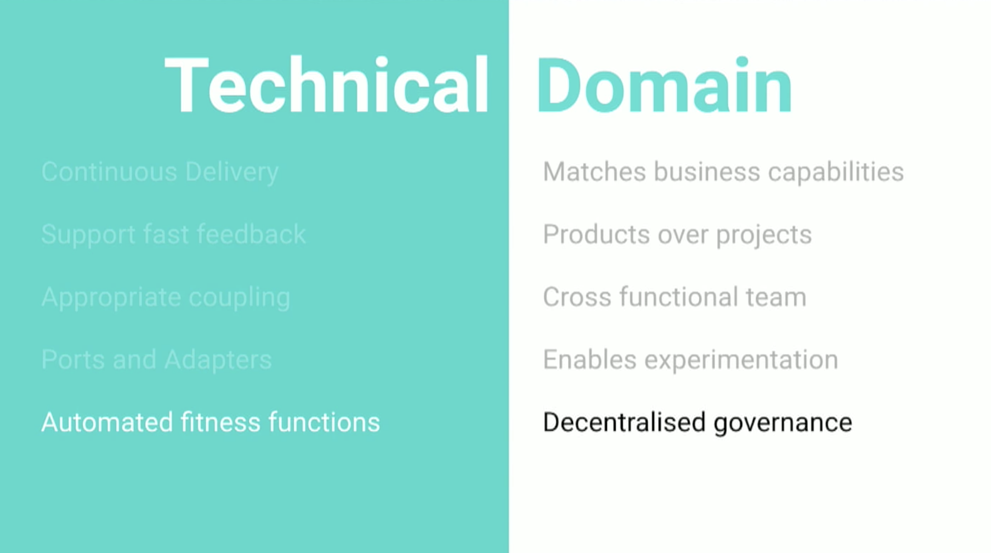 Technical
Continuous Delivery
Support fast feedback
Appropriate coupling
Ports and Adapters
Automated fitness functions
Domain
Matches business capabilities
Products over projects
Cross functional team
Enables experimentation
Decentralised governance